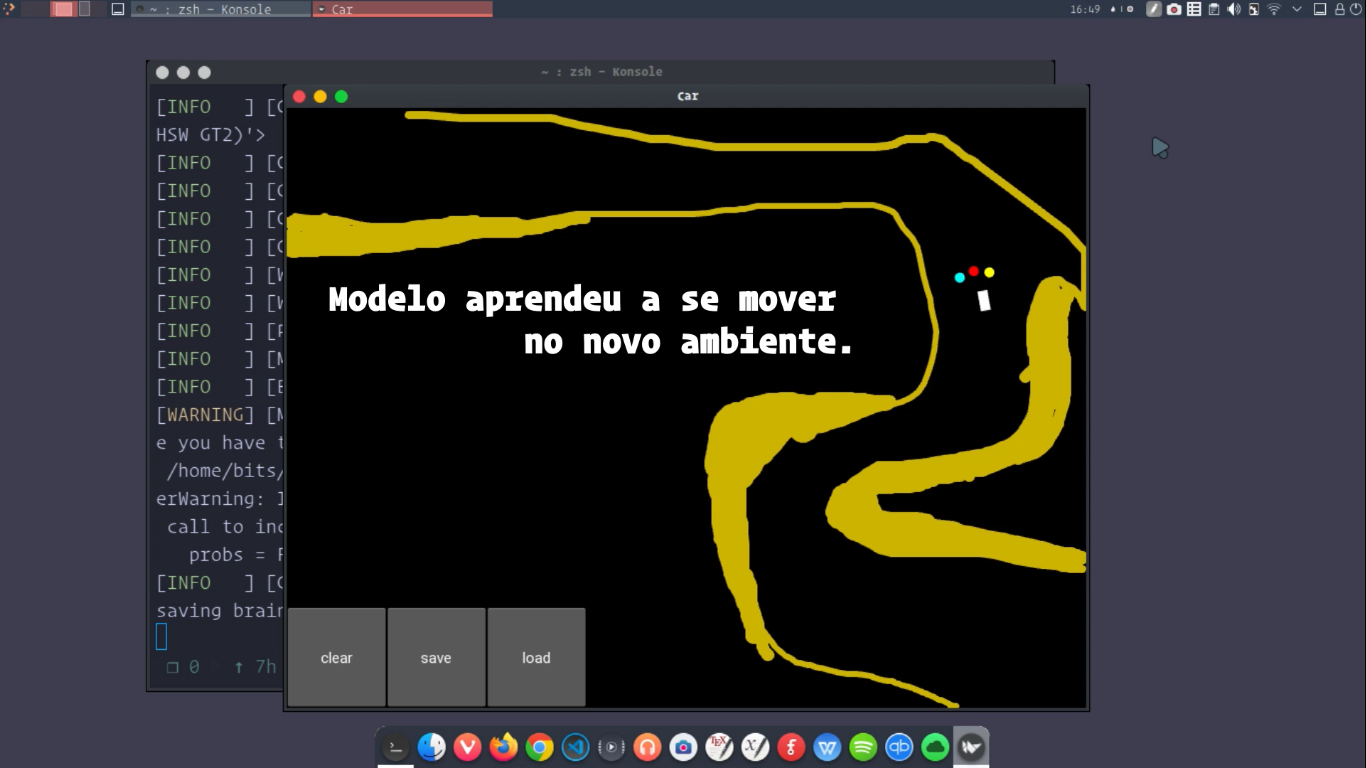 ~ : zsh — Konsole
Car
16:49
~ : zsh — Konsole
Car
[INFO ] [
HSW GT2)'>
[INFO ] [
[INFO ] [
[INFO ] [
[INFO ] [
[INFO ] [
[INFO ] [
[INFO ] [
[INFO ] [
[INFO ] [
[WARNING] [
e you have
/home/bits/
erWarning:
call to
probs =
[INFO ] [
saving brain
0 ↑ 7h
Modelo aprendeu a se mover
no novo ambiente.
clear
save
load